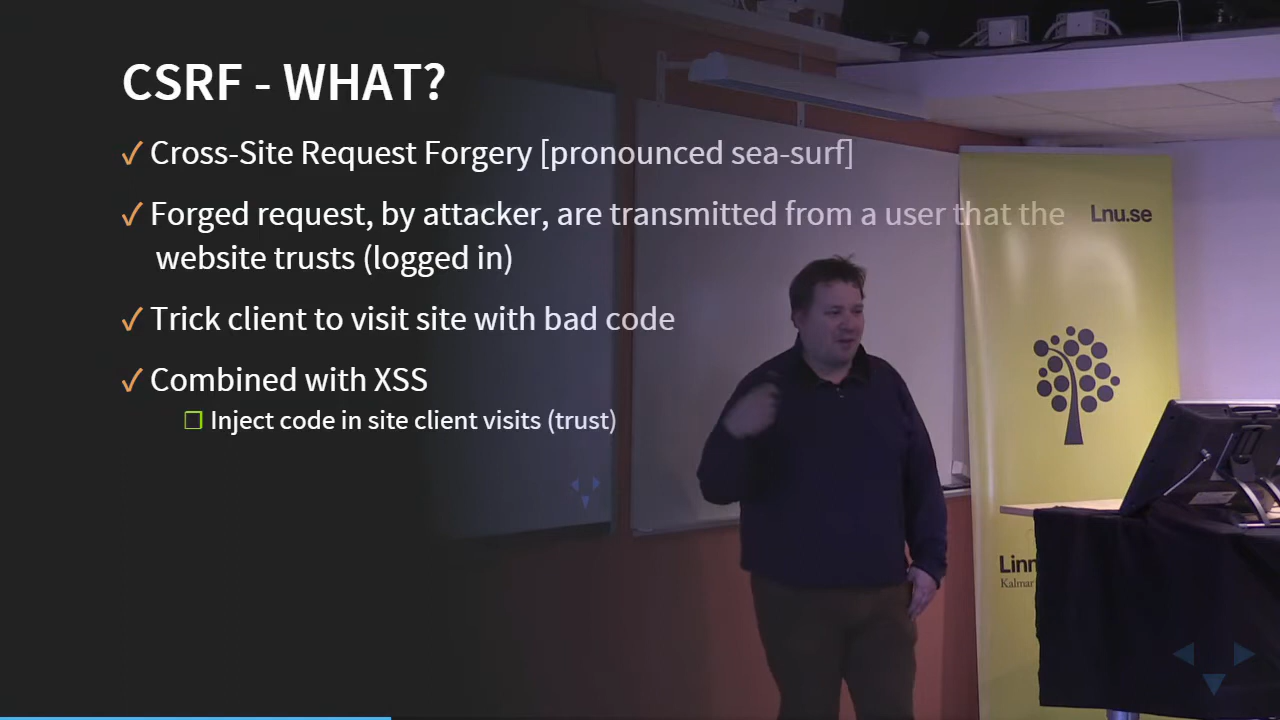 CSRF - WHAT?
✓ Cross-Site Request Forgery [pronounced sea-surf]
✓ Forged request, by attacker, are transmitted from a user that the
website trusts (logged in)
✓ Trick client to visit site with bad code
✓ Combined with XSS
❐ Inject code in site client visits (trust)
Lnu.se
Linn
Kalmar